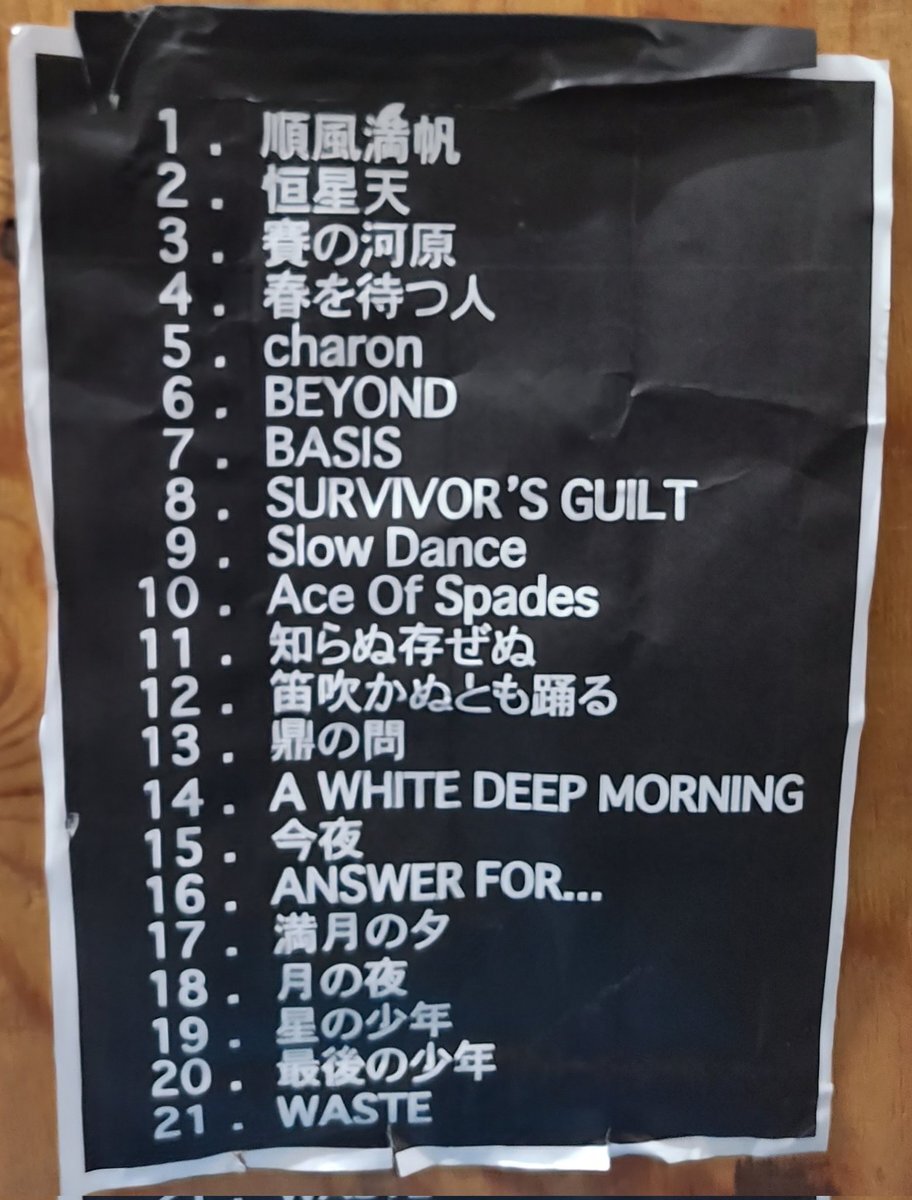 1 . 順風満帆
2 . 恒星天
3 . 賽の河原
4 . 春を待つ人
5 . charon
6 . BEYOND
7 . BASIS
8 . SURVIVOR'S GUILT
9 . Slow Dance
10 . Ace Of Spades
11 . 知らぬ存ぜぬ
12 . 笛吹かぬとも踊る
13 . 鼎の問
14 . A WHITE DEEP MORNING
15 . 今夜
16 . ANSWER FOR...
17 . 満月の夕
18 . 月の夜
19 . 星の少年
20 . 最後の少年
21 . WASTE